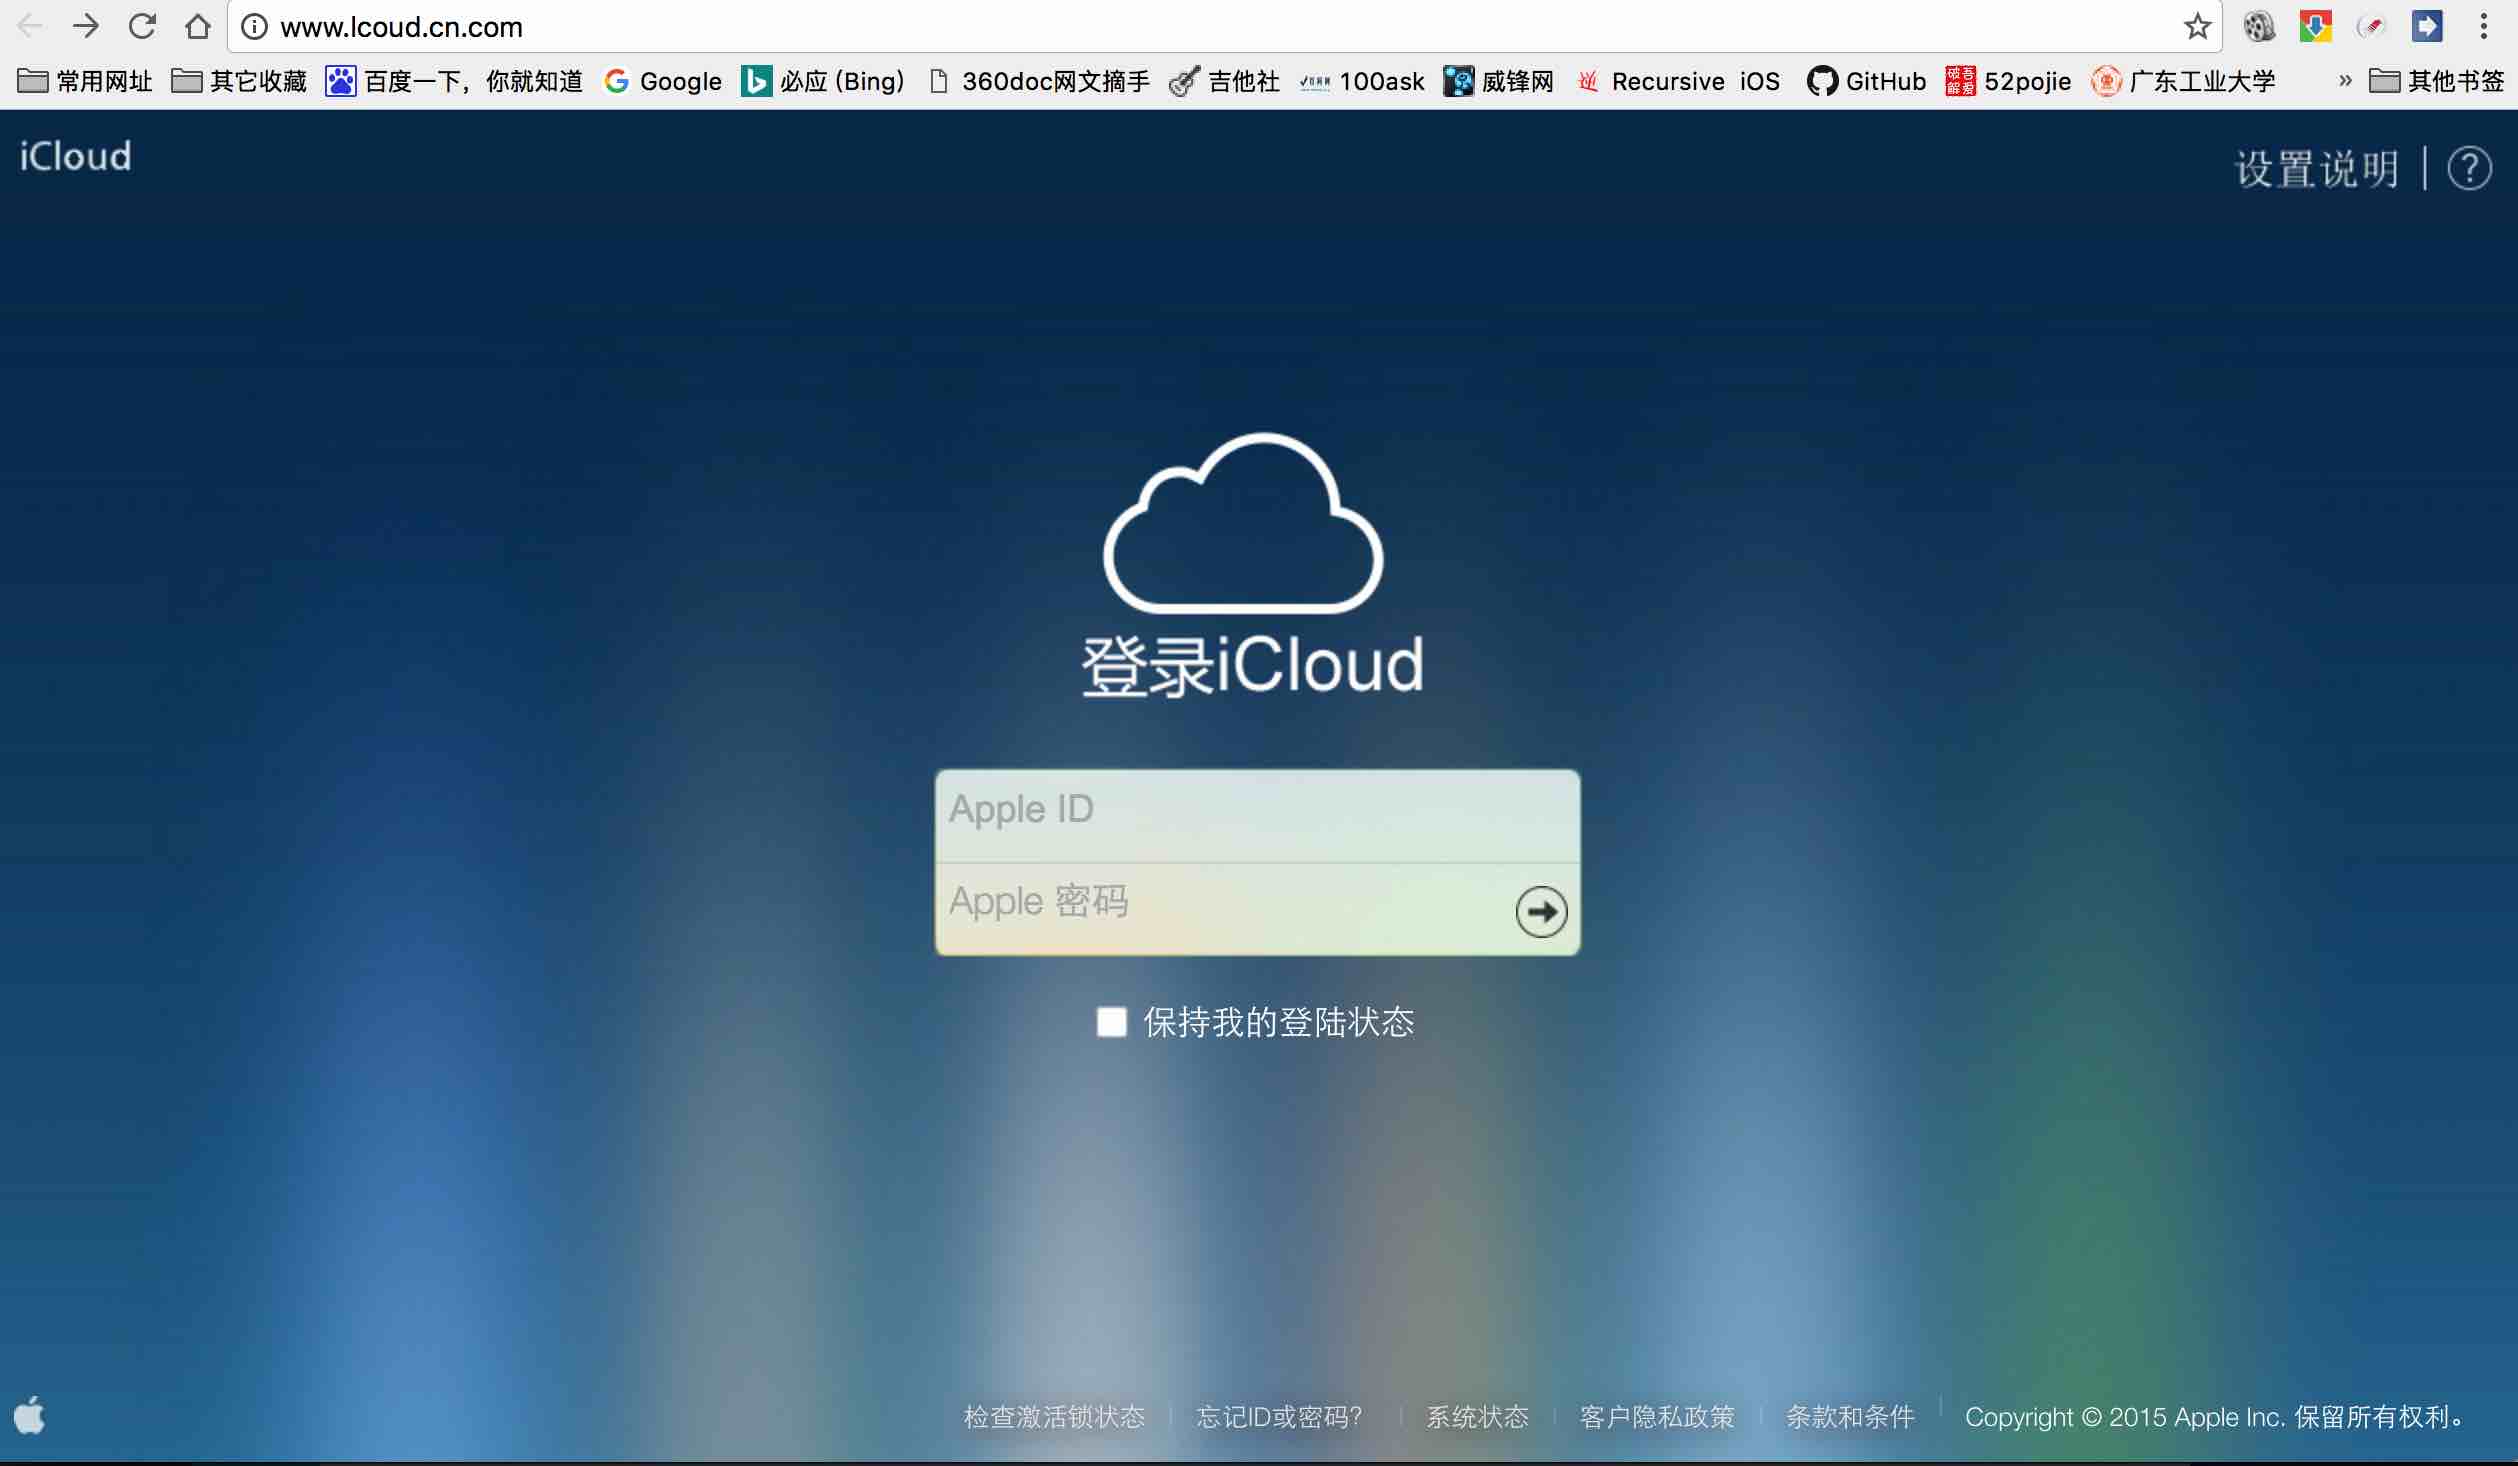 www.lcoud.cn.com
常用网址 其它收藏 百度一下，你就知道 Google 必应 (Bing) 360doc网文摘手 吉他社 100ask 威锋网 Recursive iOS GitHub 52pojie 广东工业大学 » 其他书签
iCloud
设置说明
登录iCloud
Apple ID
Apple 密码
保持我的登陆状态
检查激活锁状态 忘记ID或密码？ 系统状态 客户隐私政策 条款和条件 Copyright © 2015 Apple Inc. 保留所有权利。